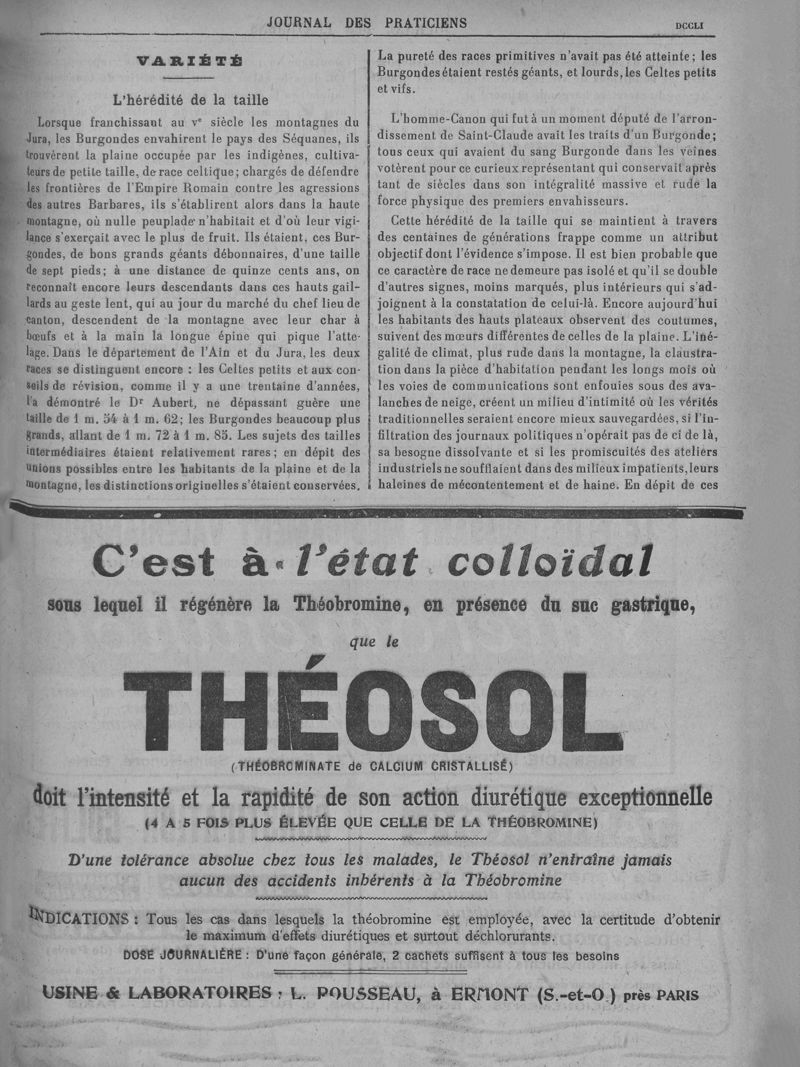 JOURNAL DES PRATICIENS
DCCLI
VARIÉTÉ
L'hérédité de la taille
Lorsque franchissant au Ve siècle les montagnes du
Jura, les Burgondes envahirent le pays des Séquanes, ils
trouvèrent la plaine occupée par les indigènes, cultiva-
teurs de petite taille, de race celtique; chargés de défendre
les frontières de l'Empire Romain contre les agressions
des autres Barbares, ils s'établirent alors dans la haute
montagne, où nulle peuplade n'habitait et d'où leur vigi-
lance s'exerçait avec le plus de fruit. Ils étaient, ces Bur-
gondes, de bons grands géants débonnaires, d'une taille
de sept pieds; à une distance de quinze cents ans, on
reconnaît encore leurs descendants dans ces hauts gail-
lards au geste lent, qui au jour du marché du chef lieu de
canton, descendent de la montagne avec leur char à
bœufs et à la main la longue épine qui pique l'atte-
lage. Dans le département de l'Ain et du Jura, les deux
races se distinguent encore : les Celtes petits et aux con-
seils de révision, comme il y a une trentaine d'années,
l'a démontré le Dr Aubert, ne dépassant guère une
taille de 1 m. 54 à 1 m. 62; les Burgondes beaucoup plus
grands, allant de 1 m. 72 à 1 m. 85. Les sujets des tailles
intermédiaires étaient relativement rares; en dépit des
unions possibles entre les habitants de la plaine et de la
montagne, les distinctions originelles s'étaient conservées.
La pureté des races primitives n'avait pas été atteinte; les
Burgondes étaient restés géants, et lourds, les Celtes petits
et vifs.
L'homme-Canon qui fut à un moment député de l'arron-
dissement de Saint-Claude avait les traits d'un Burgonde;
tous ceux qui avaient du sang Burgonde dans les veines
votèrent pour ce curieux représentant qui conservait après
tant de siècles dans son intégralité massive et rude la
force physique des premiers envahisseurs.
Cette hérédité de la taille qui se maintient à travers
des centaines de générations frappe comme un attribut
objectif dont l'évidence s'impose. Il est bien probable que
ce caractère de race ne demeure pas isolé et qu'il se double
d'autres signes, moins marqués, plus intérieurs qui s'ad-
joignent à la constatation de celui-là. Encore aujourd'hui
les habitants des hauts plateaux observent des coutumes,
suivent des mœurs différentes de celles de la plaine. L'iné-
galité de climat, plus rude dans la montagne, la claustra-
tion dans la pièce d'habitation pendant les longs mois où
les voies de communications sont enfouies sous des ava-
lanches de neige, créent un milieu d'intimité où les vérités
traditionnelles seraient encore mieux sauvegardées, si l'in-
filtration des journaux politiques n'opérait pas de ci de là,
sa besogne dissolvante et si les promiscuités des ateliers
industriels ne soufflaient dans des milieux impatients, leurs
haleines de mécontentement et de haine. En dépit de ces
C'est à l'état colloïdal
sous lequel il régénère la Théobromine, en présence du suc gastrique,
que le
THÉOSOL
(THÉOBROMINATE de CALCIUM CRISTALLISÉ)
doit l'intensité et la rapidité de son action diurétique exceptionnelle
(4 A 5 FOIS PLUS ÉLEVÉE QUE CELLE DE LA THÉOBROMINE)
D'une tolérance absolue chez tous les malades, le Théosol n'entraîne jamais
aucun des accidents inhérents à la Théobromine
INDICATIONS : Tous les cas dans lesquels la théobromine est employée, avec la certitude d'obtenir
le maximum d'effets diurétiques et surtout déchlorurants.
DOSE JOURNALIÈRE : D'une façon générale, 2 cachets suffisent à tous les besoins
USINE & LABORATOIRES : L. POUSSEAU, à ERMONT (S.-et-O.) près PARIS